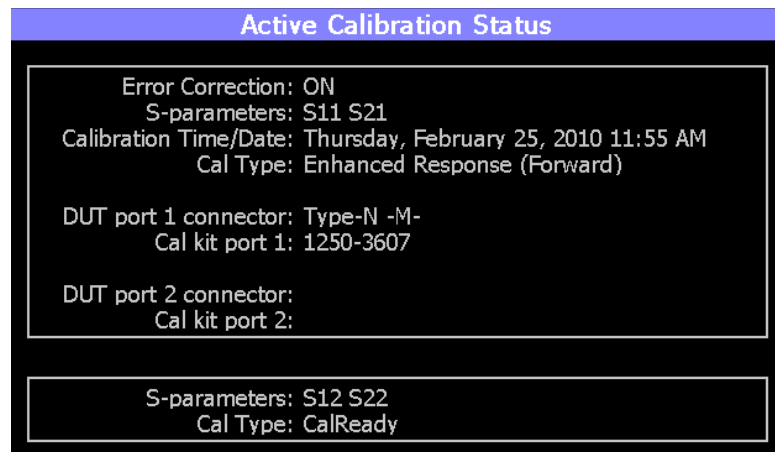 Active Calibration Status
Error Correction: ON
S-parameters: S11 S21
Calibration Time/Date: Thursday, February 25, 2010 11:55 AM
Cal Type: Enhanced Response (Forward)
DUT port 1 connector: Type-N -M-
Cal kit port 1: 1250-3607
DUT port 2 connector:
Cal kit port 2:
S-parameters: S12 S22
Cal Type: CalReady